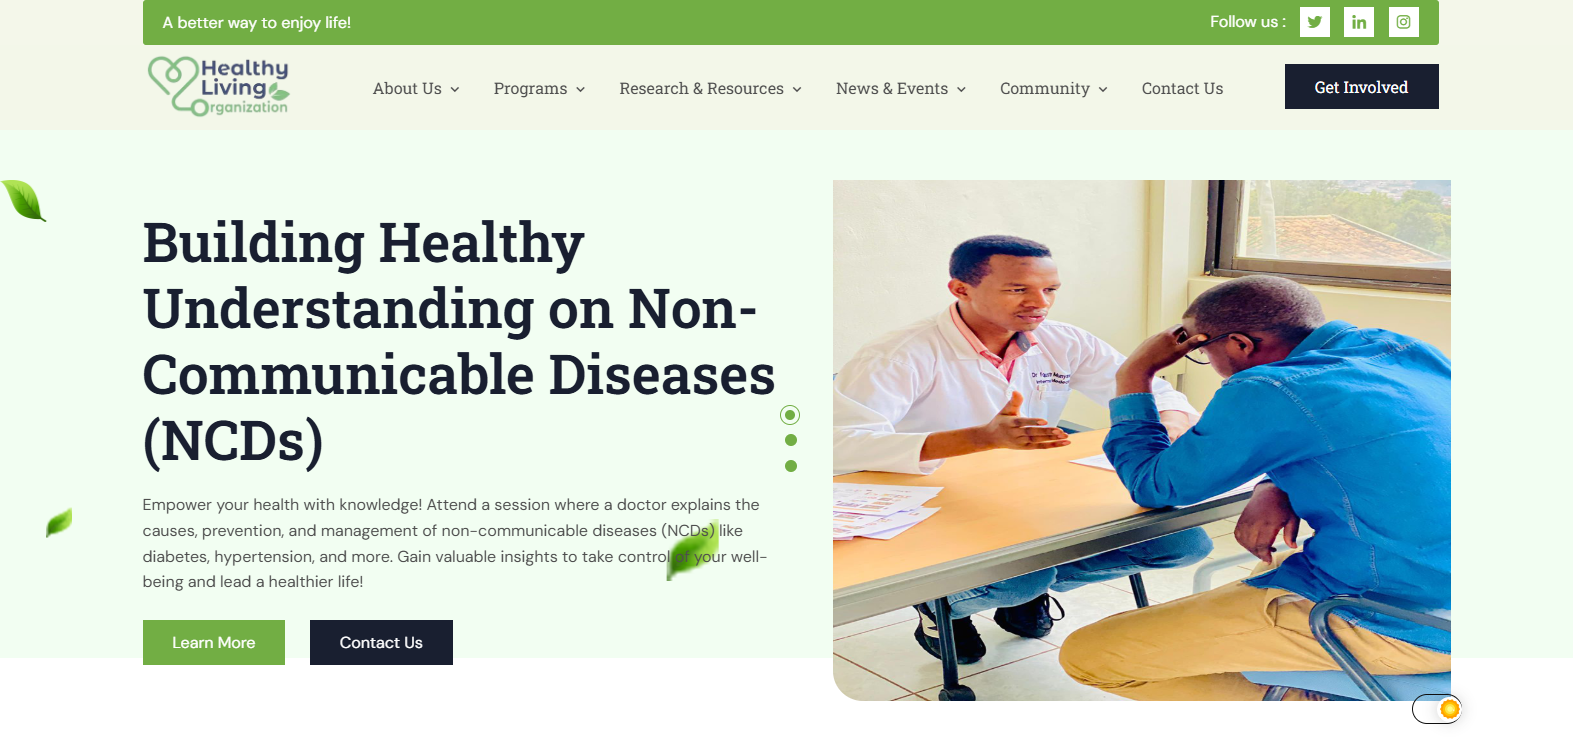 A better way to enjoy life!
Follow us :
Healthy
Living
Organization
About Us
Programs
Research & Resources
News & Events
Community
Contact Us
Get Involved
Building Healthy
Understanding on Non-
Communicable Diseases
(NCDs)
Empower your health with knowledge! Attend a session where a doctor explains the
causes, prevention, and management of non-communicable diseases (NCDs) like
diabetes, hypertension, and more. Gain valuable insights to take control of your well-
being and lead a healthier life!
Learn More
Contact Us
Dr